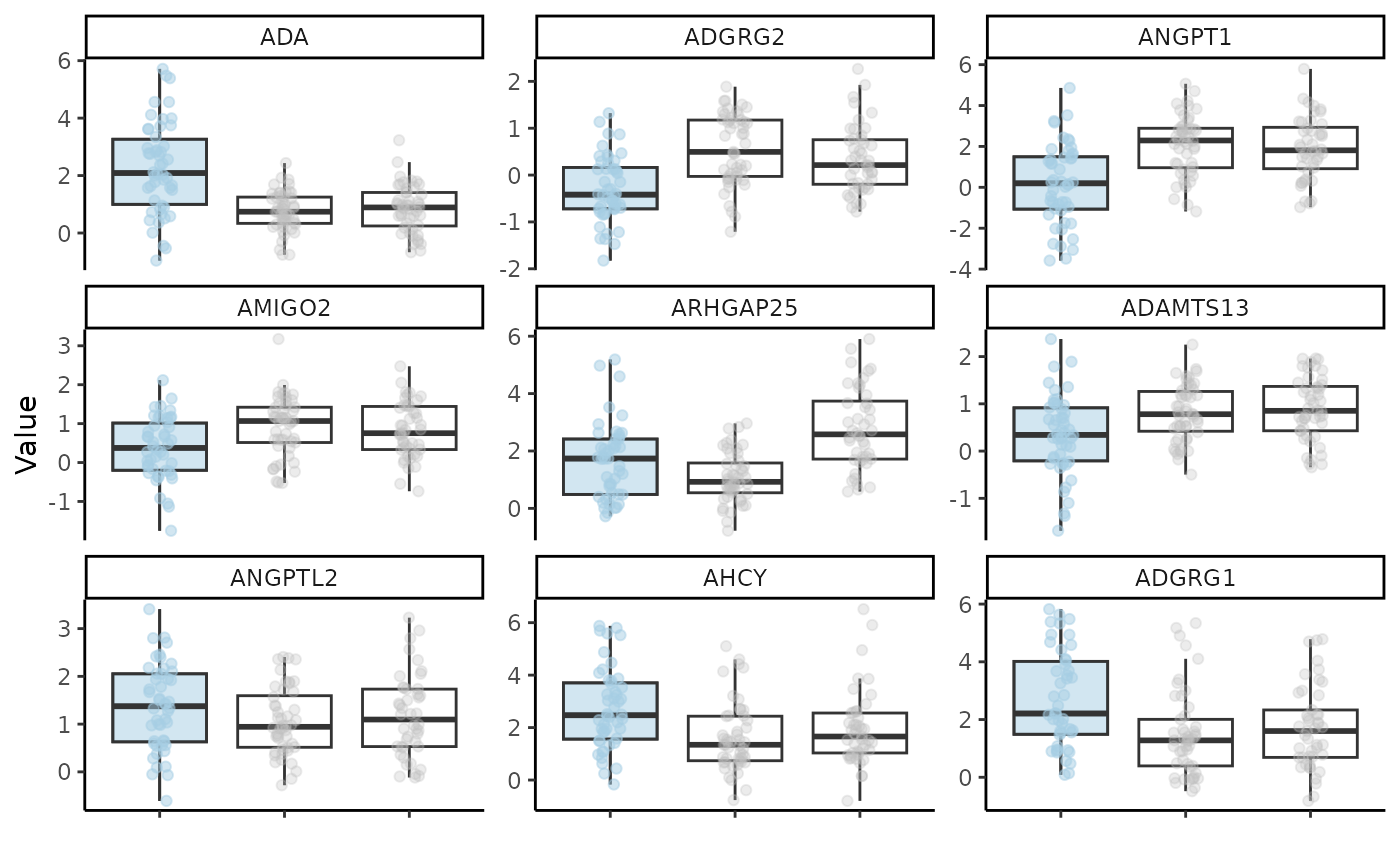 ADA ADGRG2 ANGPT1
6 4 2 0
2 1 0 -1 -2
6 4 2 0 -2 -4
AMIGO2 ARHGAP25 ADAMTS13
3 2 1 0 -1
6 4 2 0
2 1 0 -1
Value
ANGPTL2 AHCY ADGRG1
3 2 1 0
6 4 2 0
6 4 2 0